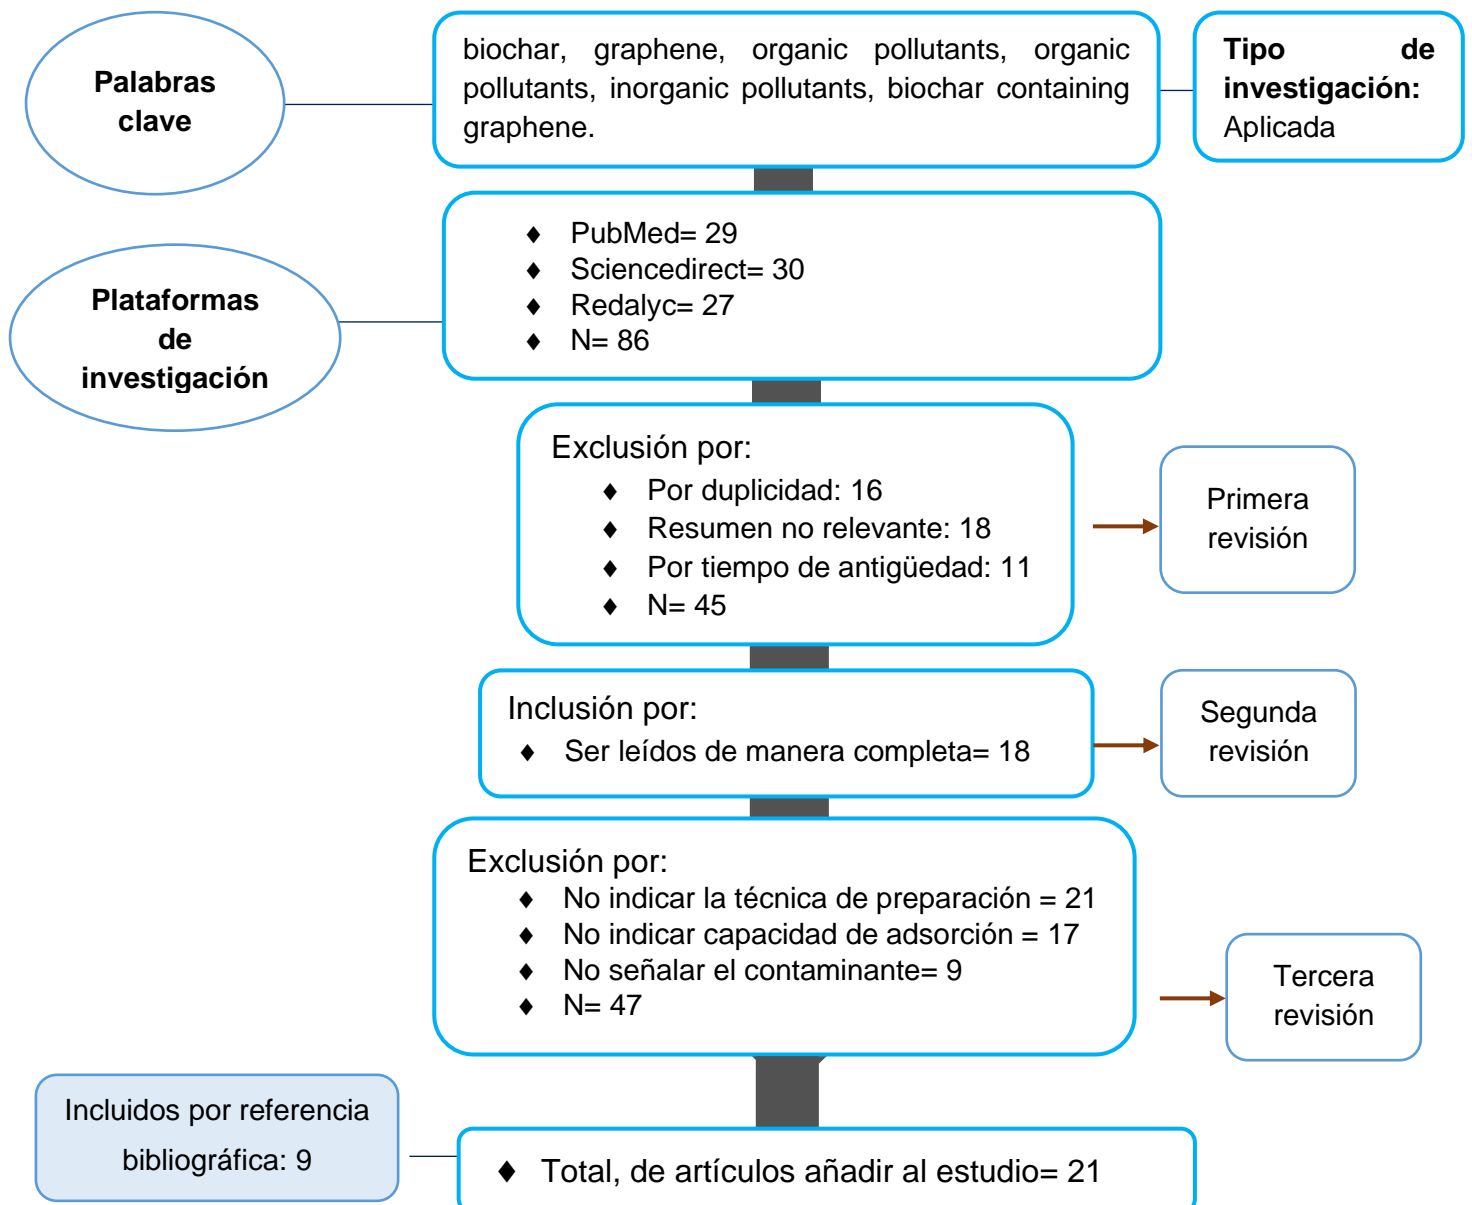 Palabras
clave
biochar, graphene, organic pollutants, organic
pollutants, inorganic pollutants, biochar containing
graphene.
Tipo de
investigación:
Aplicada
Plataformas
de
investigación
♦ PubMed= 29
♦ Sciencedirect= 30
♦ Redalyc= 27
♦ N= 86
Exclusión por:
♦ Por duplicidad: 16
♦ Resumen no relevante: 18
♦ Por tiempo de antigüedad: 11
♦ N= 45
Primera
revisión
Inclusión por:
♦ Ser leídos de manera completa= 18
Segunda
revisión
Exclusión por:
♦ No indicar la técnica de preparación = 21
♦ No indicar capacidad de adsorción = 17
♦ No señalar el contaminante= 9
♦ N= 47
Tercera
revisión
Incluidos por referencia
bibliográfica: 9
♦ Total, de artículos añadir al estudio= 21